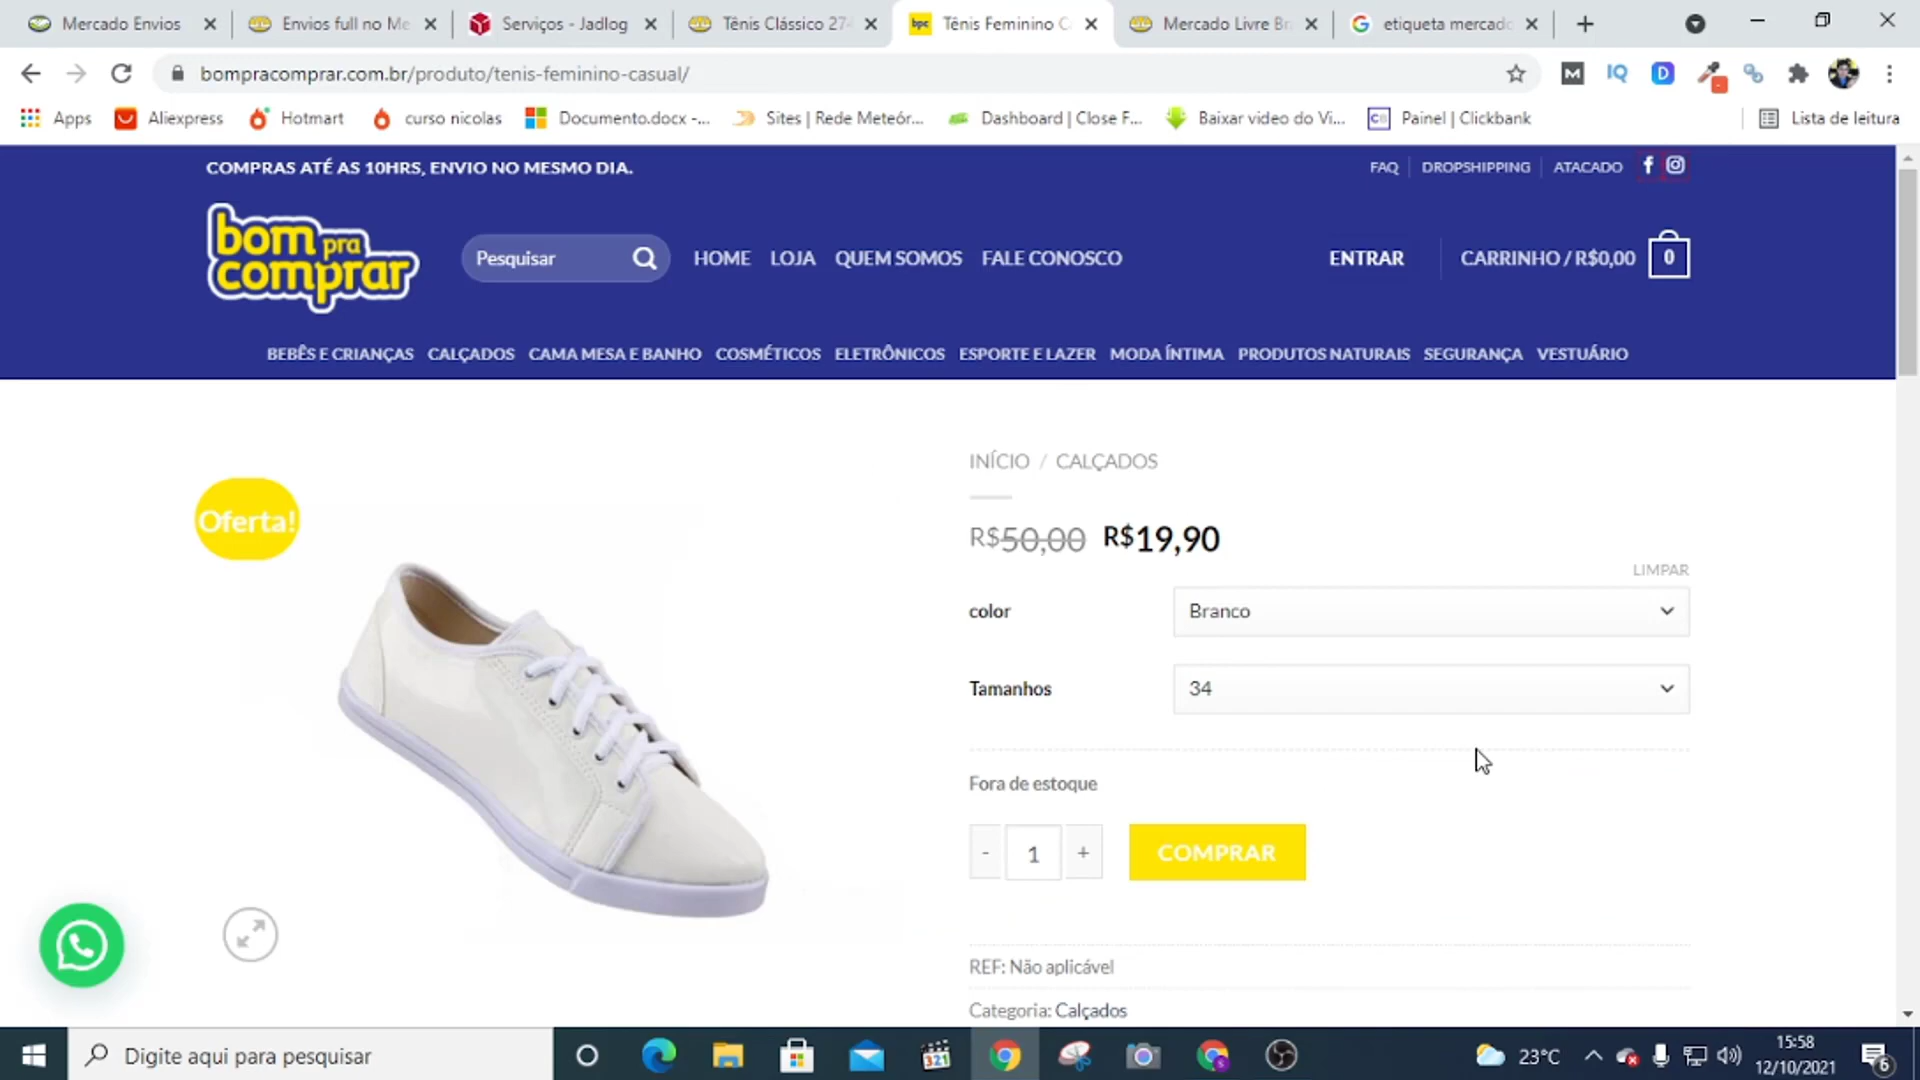 Mercado Envios
Envios full no Me
Serviços - Jadlog
Tênis Clássico 27
Tênis Feminino C
Mercado Livre Br
etiqueta mercado
bompracomprar.com.br/produto/tenis-feminino-casual/
Apps
Aliexpress
Hotmart
curso nicolas
Documento.docx -...
Sites | Rede Meteór...
Dashboard | Close F...
Baixar video do Vi...
Painel | Clickbank
Lista de leitura
COMPRAS ATÉ AS 10HRS, ENVIO NO MESMO DIA.
FAQ
DROPSHIPPING
ATACADO
bom pra
comprar
Pesquisar
HOME
LOJA
QUEM SOMOS
FALE CONOSCO
ENTRAR
CARRINHO / R$0,00
0
BEBÊS E CRIANÇAS
CALÇADOS
CAMA MESA E BANHO
COSMÉTICOS
ELETRÔNICOS
ESPORTE E LAZER
MODA ÍNTIMA
PRODUTOS NATURAIS
SEGURANÇA
VESTUÁRIO
INÍCIO / CALÇADOS
Oferta!
R$50,00 R$19,90
LIMPAR
color
Branco
Tamanhos
34
Fora de estoque
- 1 +
COMPRAR
REF: Não aplicável
Categoria: Calçados
Digite aqui para pesquisar
23°C
15:58
12/10/2021
6